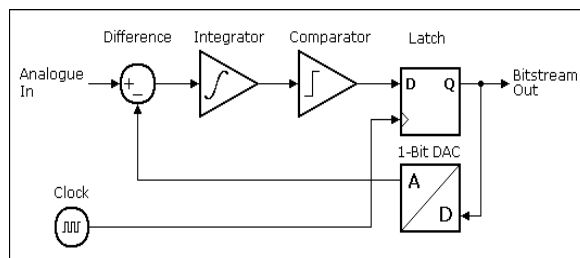 Difference
Integrator
Comparator
Latch
Analogue
In
+
−
D
Q
Bitstream
Out
1-Bit DAC
A
D
Clock